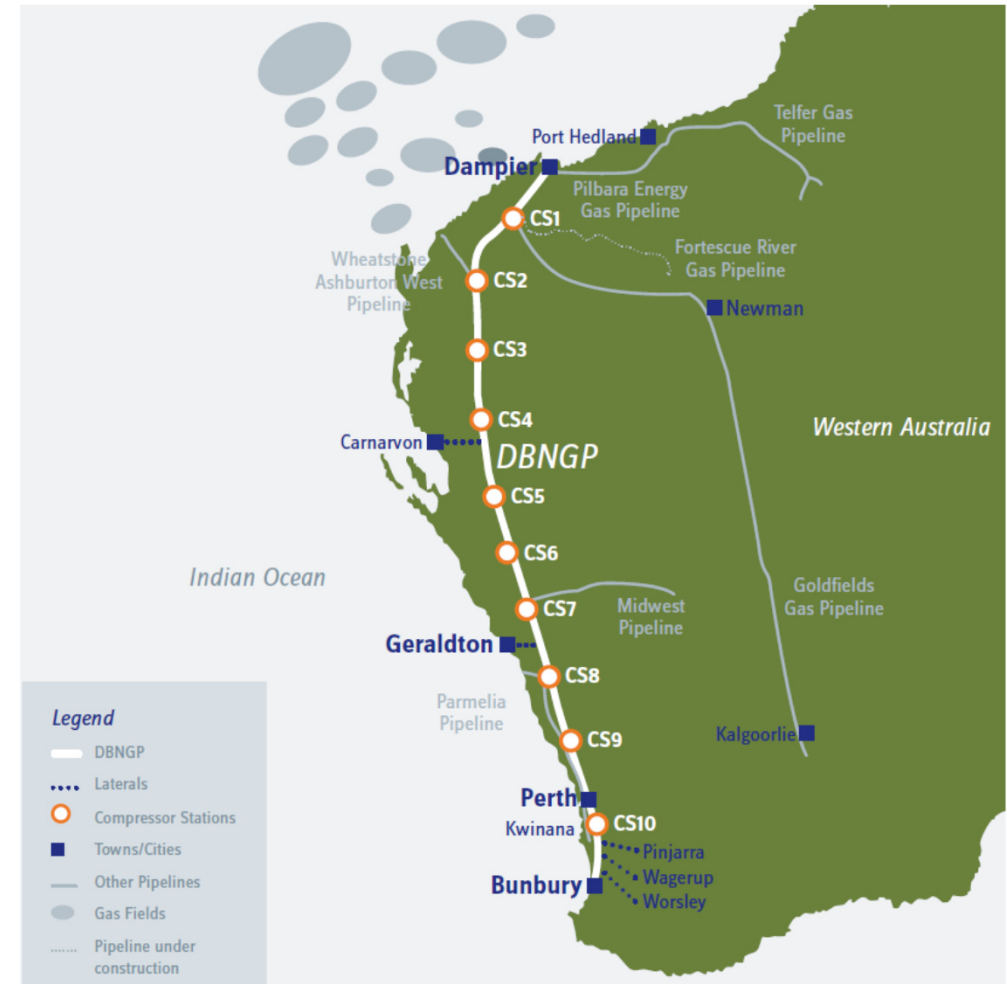 Telfer Gas
Pipeline
Port Hedland
Dampier
Pilbara Energy
Gas Pipeline
CS1
Fortescue River
Gas Pipeline
Wheatstone
Ashburton West
Pipeline
CS2
Newman
CS3
CS4
Western Australia
Carnarvon
DBNGP
CS5
CS6
Indian Ocean
CS7
Midwest
Pipeline
Goldfields
Gas Pipeline
Geraldton
CS8
Parmelia
Pipeline
CS9
Kalgoorlie
Perth
Kwinana
CS10
Pinjarra
Wagerup
Bunbury
Worsley
Legend
DBNGP
Laterals
Compressor Stations
Towns/Cities
Other Pipelines
Gas Fields
Pipeline under
construction